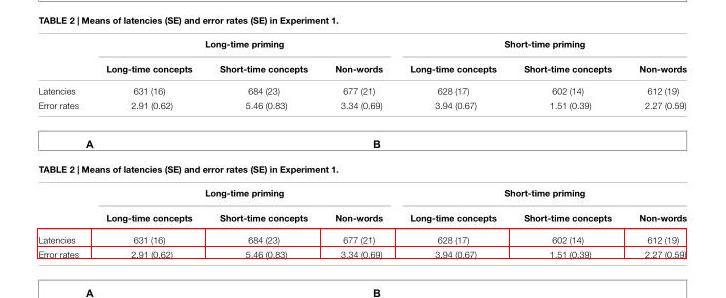 TABLE 2 | Means of latencies (SE) and error rates (SE) in Experiment 1.
Long-time priming Short-time priming
Long-time concepts Short-time concepts Non-words Long-time concepts Short-time concepts Non-words
Latencies 631 (16) 684 (23) 677 (21) 628 (17) 602 (14) 612 (19)
Error rates 2.91 (0.62) 5.46 (0.83) 3.34 (0.69) 3.94 (0.67) 1.51 (0.39) 2.27 (0.59)
A B
TABLE 2 | Means of latencies (SE) and error rates (SE) in Experiment 1.
Long-time priming Short-time priming
Long-time concepts Short-time concepts Non-words Long-time concepts Short-time concepts Non-words
Latencies 631 (16) 684 (23) 677 (21) 628 (17) 602 (14) 612 (19)
Error rates 2.91 (0.62) 5.46 (0.83) 3.34 (0.69) 3.94 (0.67) 1.51 (0.39) 2.27 (0.59)
A B